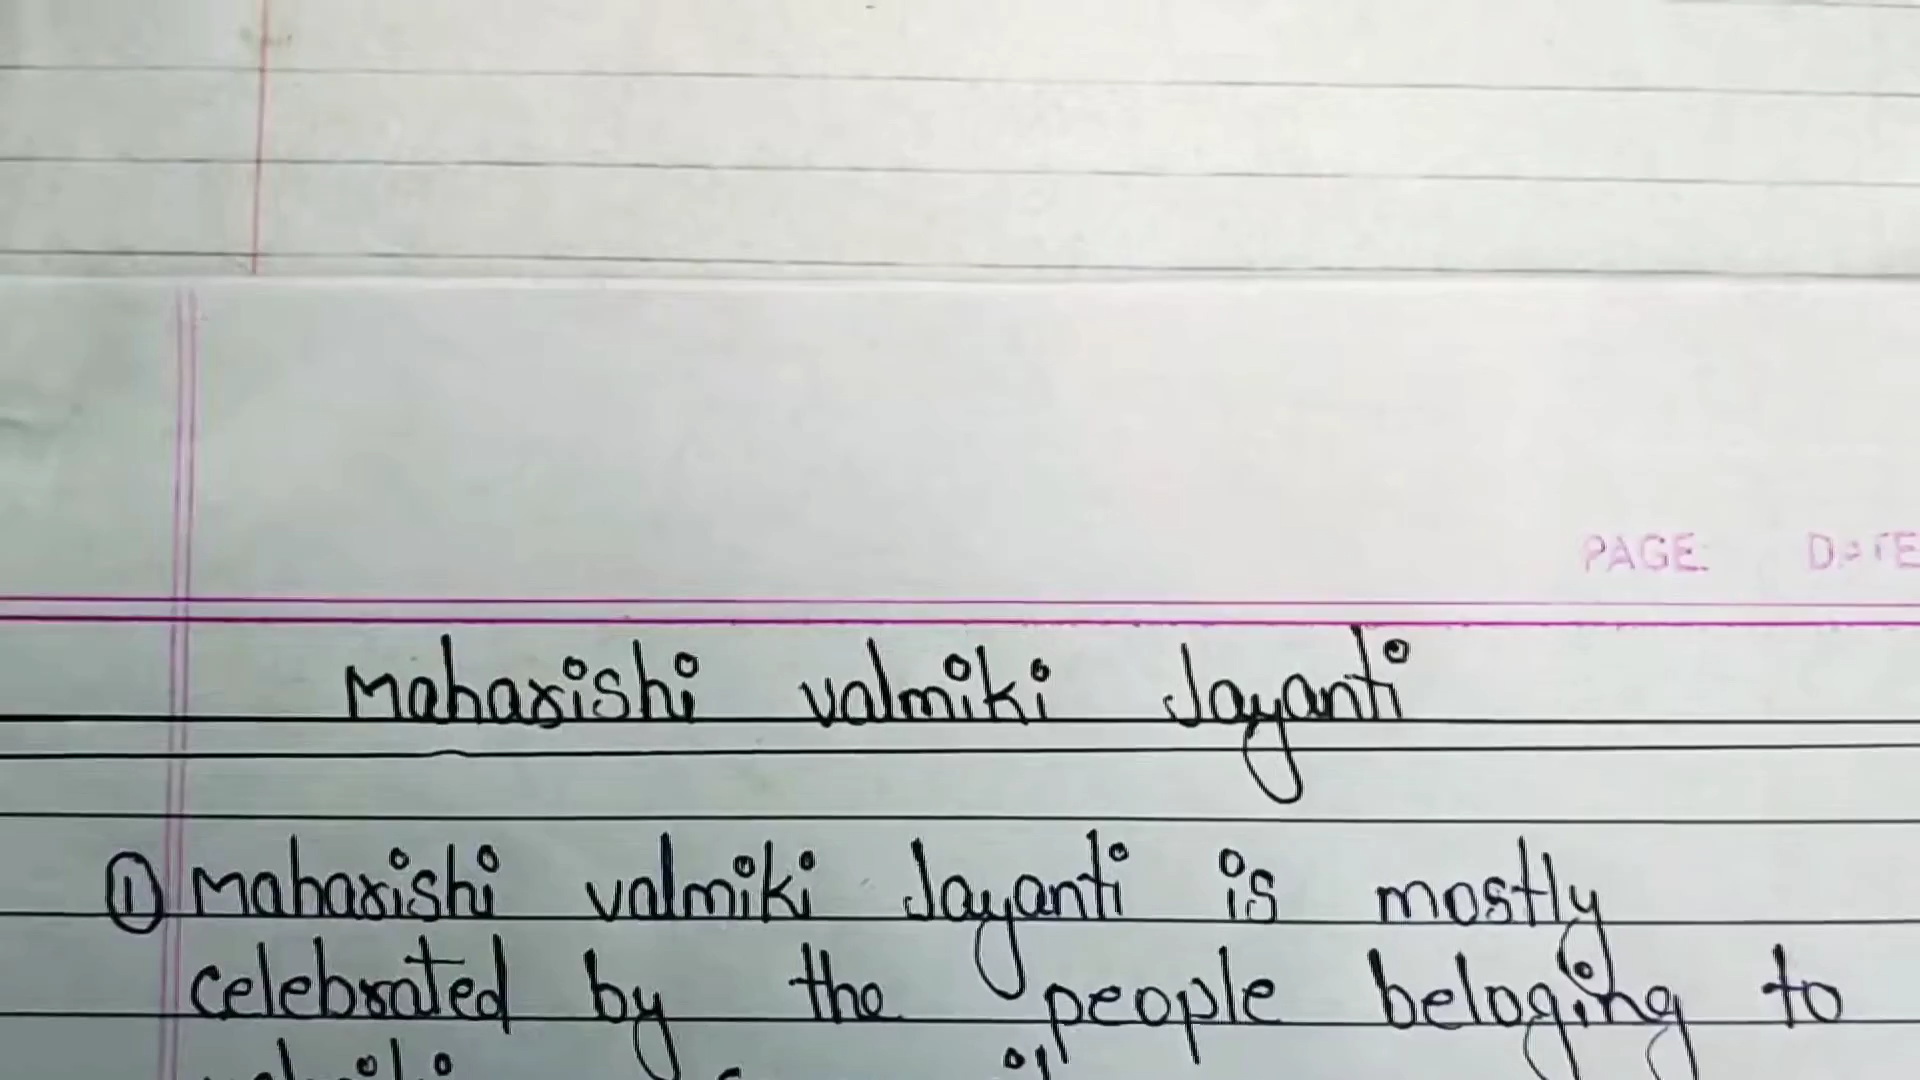 PAGE: DATE
Maharishi valmiki Jayanti
① Maharishi valmiki Jayanti is mostly
celebrated by the people beloging to